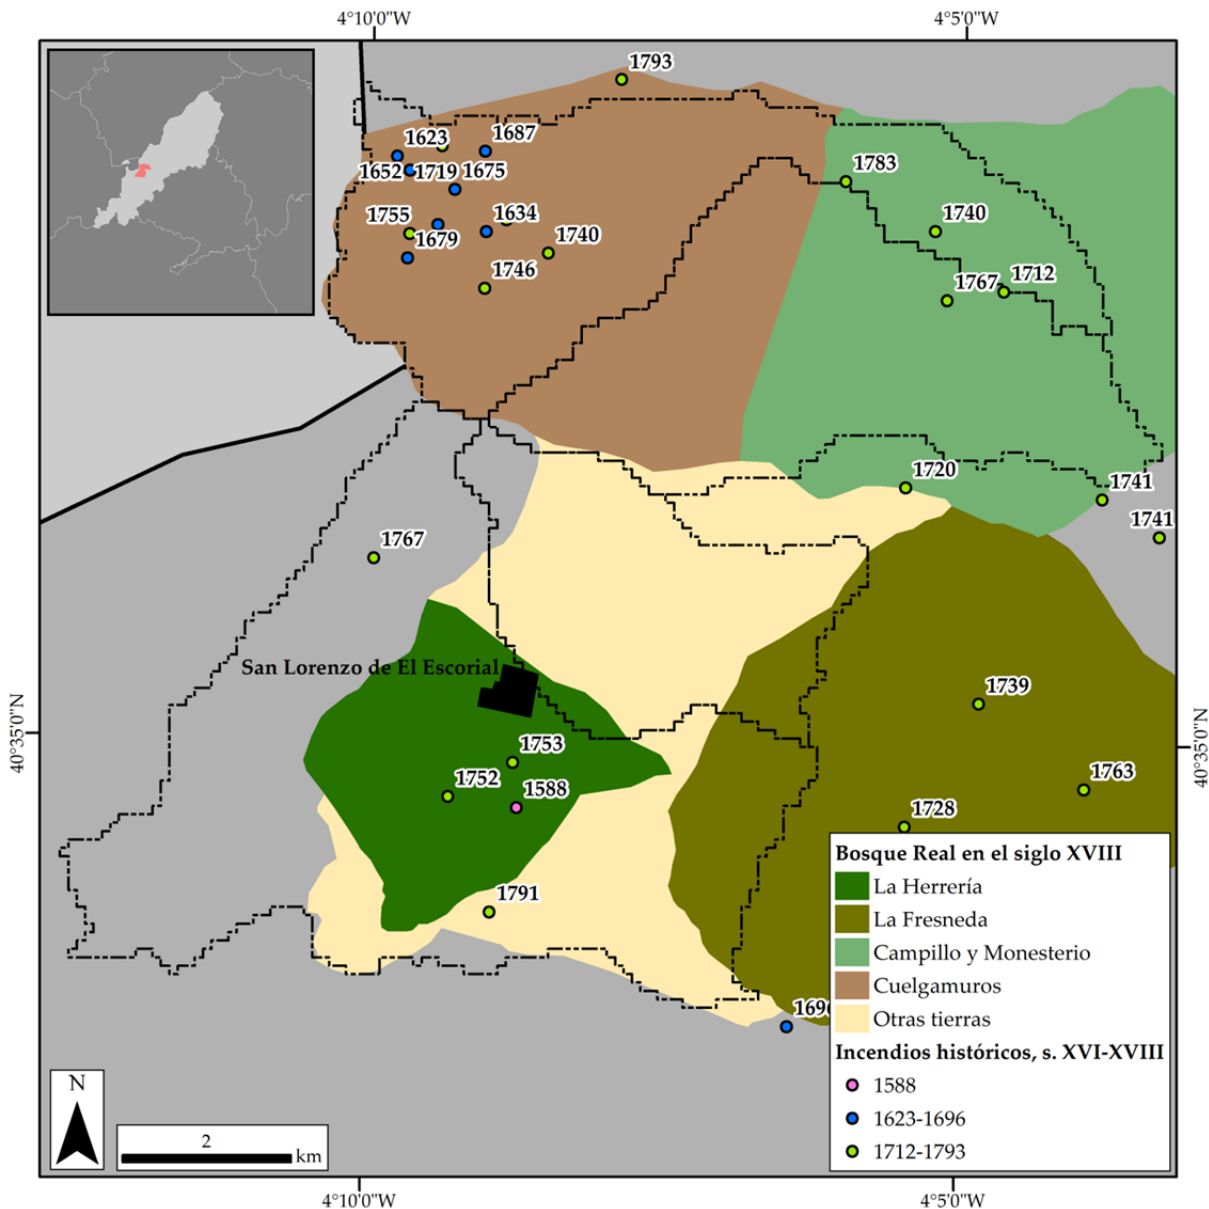 4°10'0"W
4°5'0"W
1793
1623
1687
1652
1719
1675
1783
1755
1634
1740
1740
1679
1746
1767
1712
1720
1741
1741
1767
San Lorenzo de El Escorial
1739
40°35'0"N
40°35'0"N
1753
1752
1588
1763
1728
Bosque Real en el siglo XVIII
La Herrería
La Fresneda
1791
Campillo y Monesterio
Cuelgamuros
Otras tierras
Incendios históricos, s. XVI-XVIII
1588
1623-1696
1712-1793
N
2
km
4°10'0"W
4°5'0"W